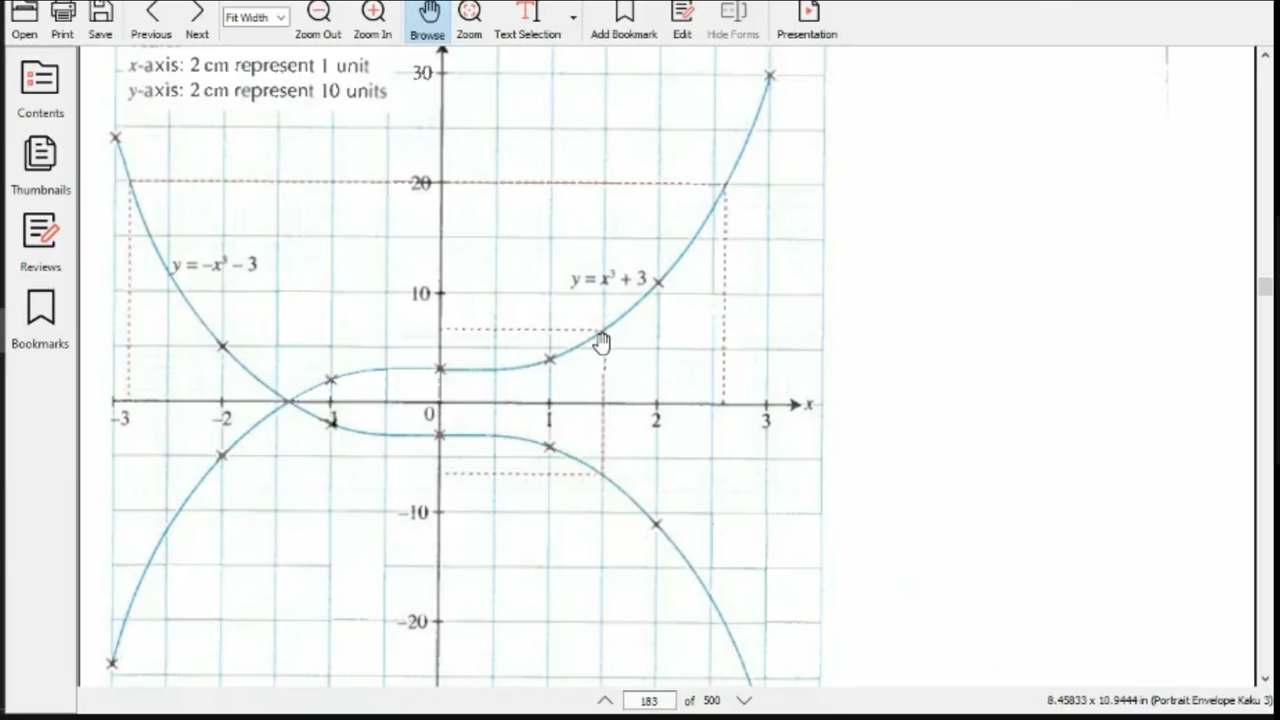 Open Print Save Previous Next Fit Width Zoom Out Zoom In Browse Zoom Text Selection Add Bookmark Edit Hide Forms Presentation
Contents
Thumbnails
Reviews
Bookmarks
x-axis: 2 cm represent 1 unit
y-axis: 2 cm represent 10 units
30
20
y = –x³ – 3
y = x³ + 3
10
–3 –2 –1 0 1 2 3 x
–10
–20
183 of 500
8.45833 x 10.9444 in (Portrait Envelope Kaku 3)